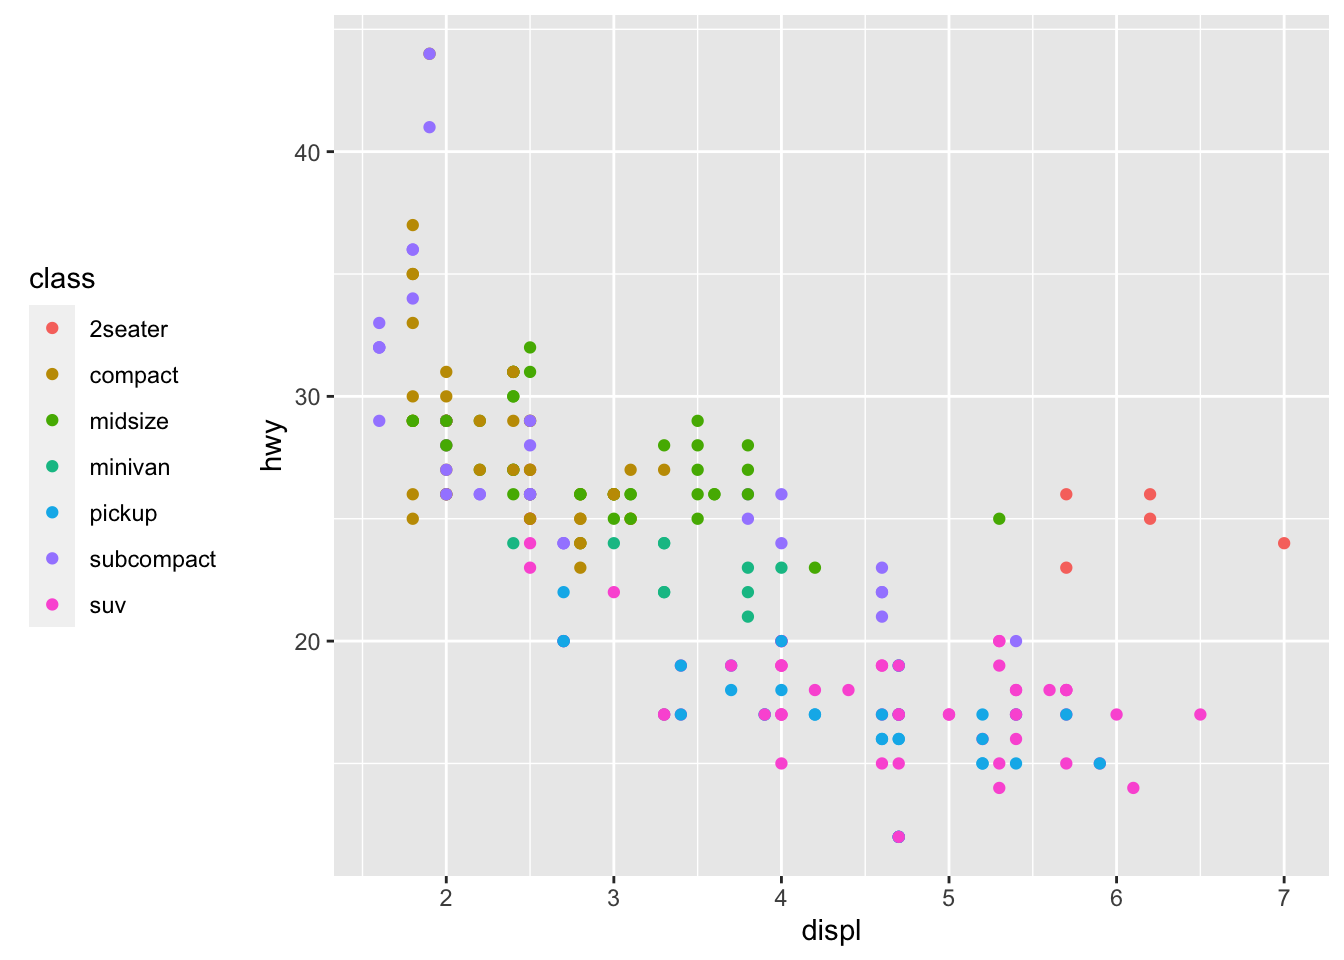 class
2seater
compact
midsize
minivan
pickup
subcompact
suv
hwy
40
30
20
2 3 4 5 6 7
displ